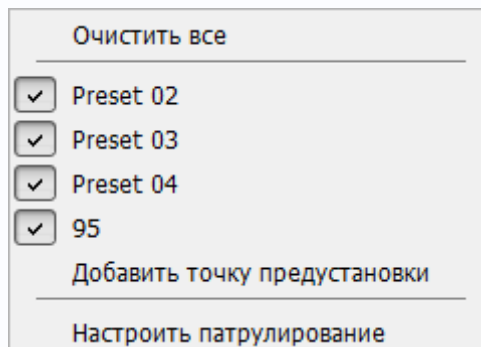 Очистить все
Preset 02
Preset 03
Preset 04
95
Добавить точку предустановки
Настроить патрулирование